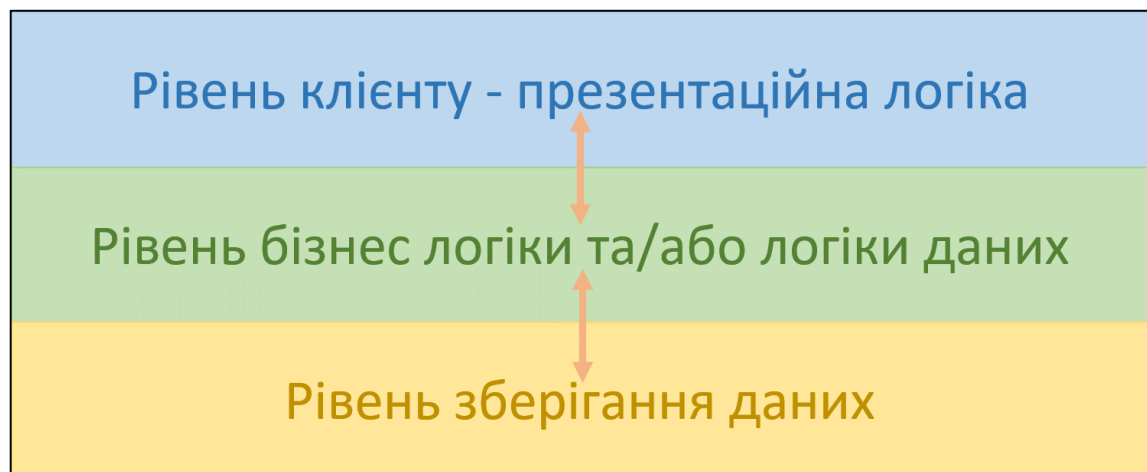 Рівень клієнту - презентаційна логіка
Рівень бізнес логіки та/або логіки даних
Рівень зберігання даних